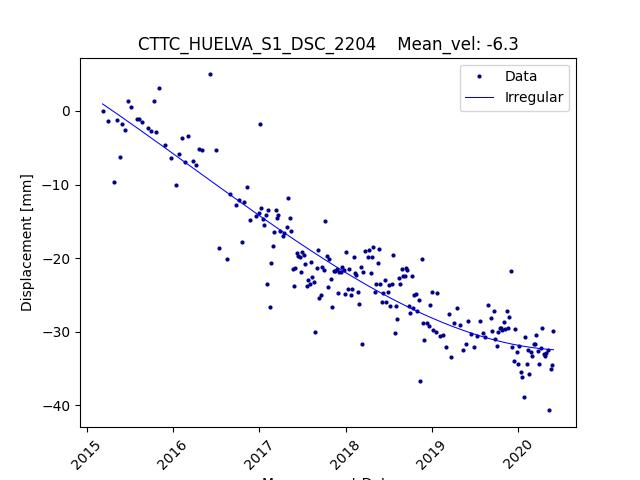 CTTC_HUELVA_S1_DSC_2204    Mean_vel: -6.3
Data
Irregular
Displacement [mm]
0
−10
−20
−30
−40
2015
2016
2017
2018
2019
2020